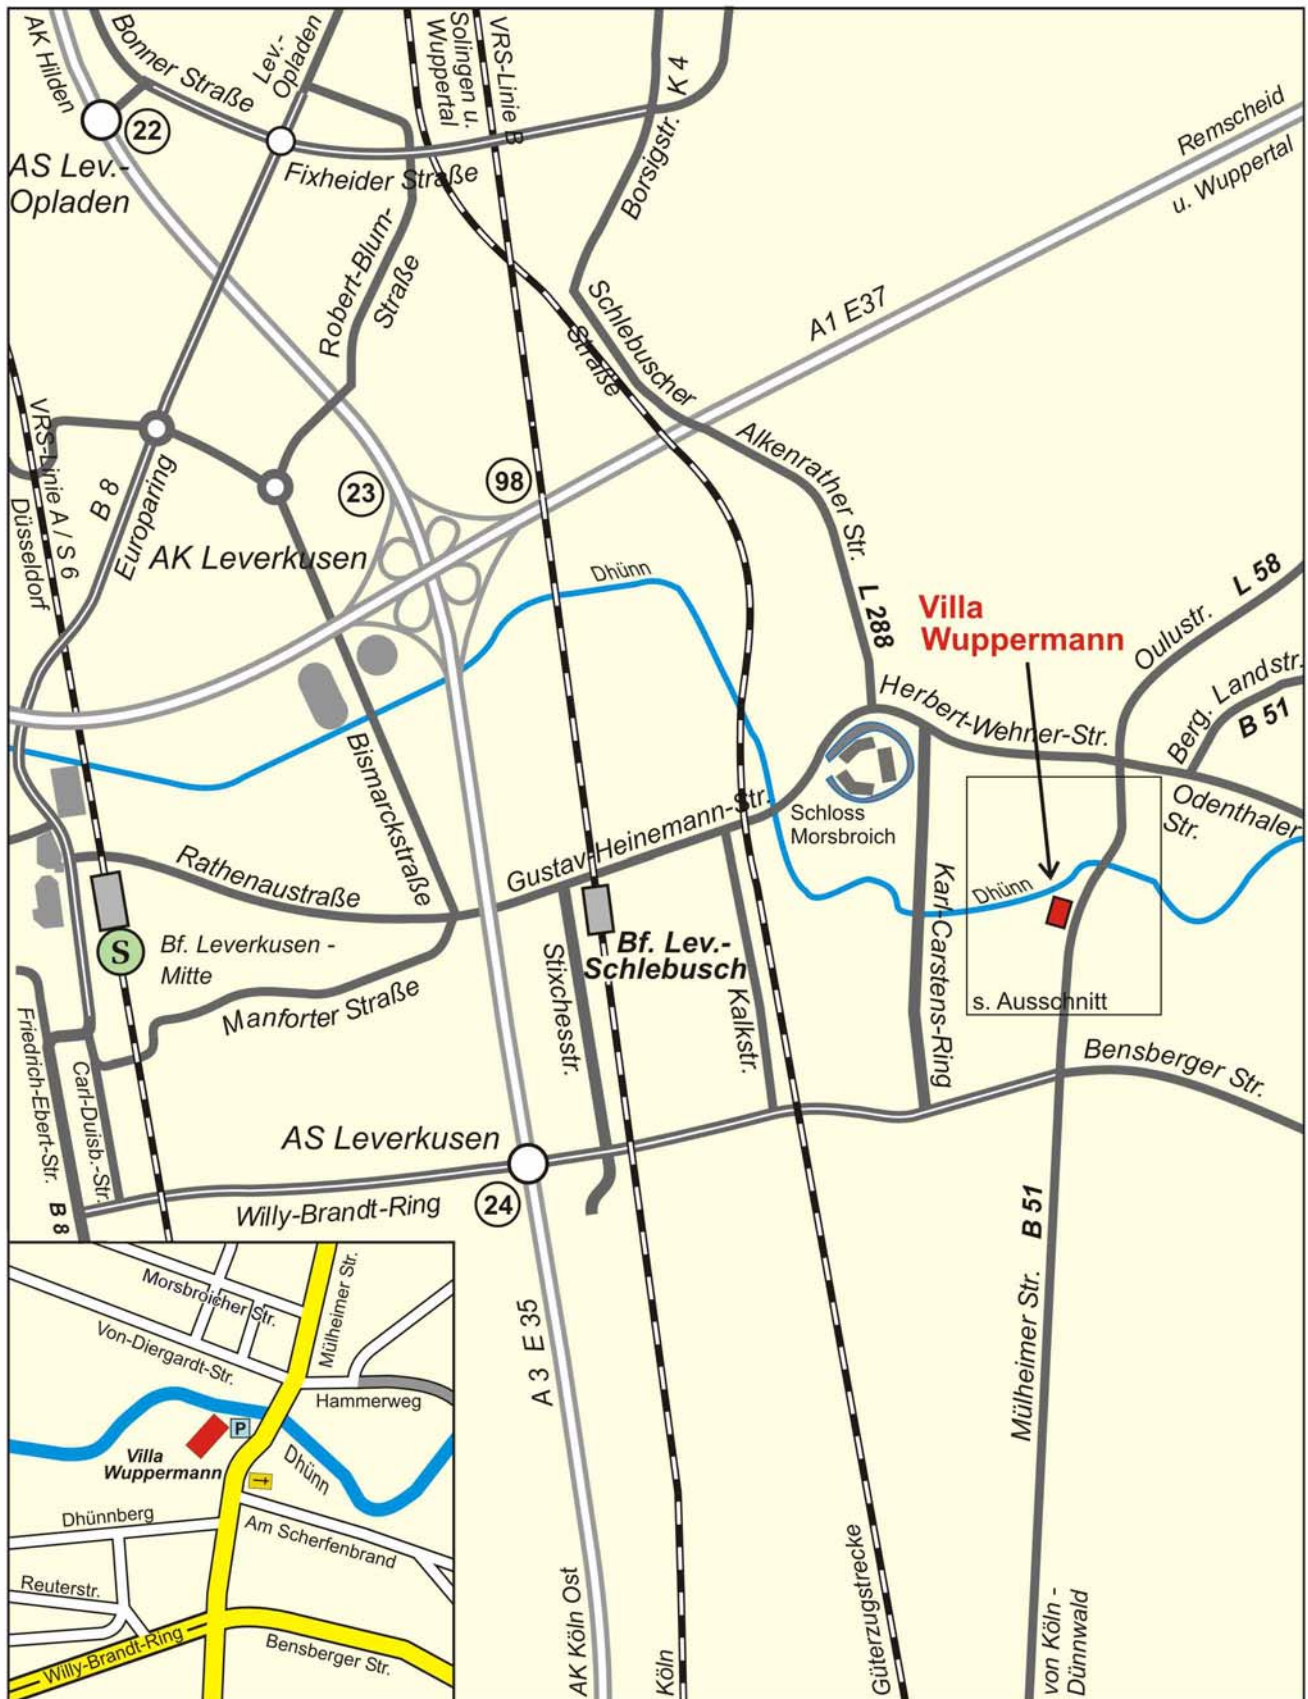 AK Hilden
Bonner Straße
Lev.-
Opladen
Solingen u.
Wuppertal
VRS-Linie B
K 4
22
AS Lev.-
Opladen
Fixheider Straße
Borsigstr.
Remscheid
u. Wuppertal
Robert-Blum-
Straße
Schlebuscher
Straße
A1 E37
VRS-Linie A / S 6
Düsseldorf
B 8
Europaring
23
98
Alkenrather Str.
AK Leverkusen
Dhünn
L 288
Villa
Wuppermann
L 58
Oulustr.
Berg. Landstr.
B 51
Herbert-Wehner-Str.
Odenthaler
Str.
Bismarckstraße
Schloss
Morsbroich
Gustav-Heinemann-Str.
Rathenaustraße
Karl-Carstens-Ring
Dhünn
S
Bf. Leverkusen -
Mitte
Bf. Lev.-
Schlebusch
Stixchesstr.
Kalkstr.
s. Ausschnitt
Manforter Straße
Friedrich-Ebert-Str.
Carl-Duisb.-Str.
B 8
Bensberger Str.
AS Leverkusen
24
Willy-Brandt-Ring
Mülheimer Str. B 51
A 3 E 35
AK Köln Ost
Köln
Güterzugstrecke
von Köln -
Dünnwald
Morsbroicher Str.
Mülheimer Str.
Von-Diergardt-Str.
Hammerweg
P
Villa
Wuppermann
Dhünn
Dhünnberg
Am Scherfenbrand
Reuterstr.
Willy-Brandt-Ring
Bensberger Str.